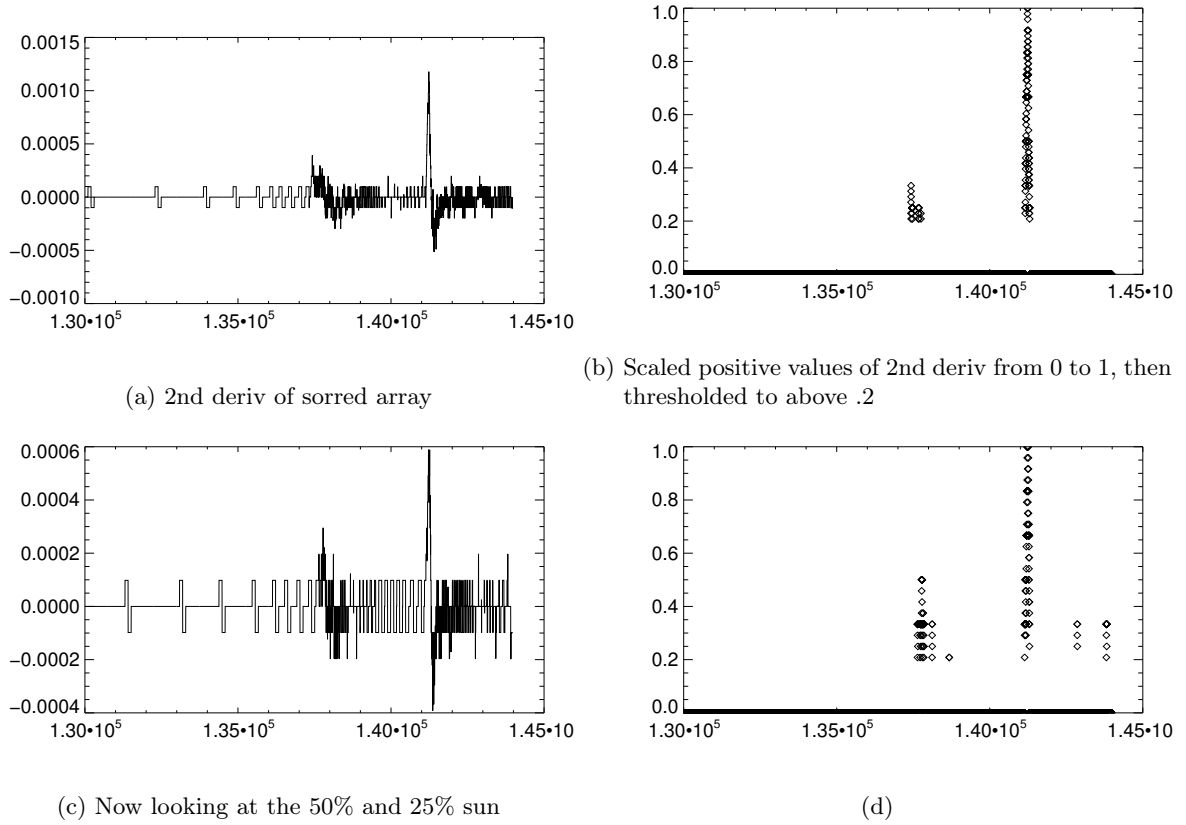 0.0015
0.0010
0.0005
0.0000
−0.0005
−0.0010
1.30•10⁵ 1.35•10⁵ 1.40•10⁵ 1.45•10
(a) 2nd deriv of sorred array
1.0
0.8
0.6
0.4
0.2
0.0
1.30•10⁵ 1.35•10⁵ 1.40•10⁵ 1.45•10
(b) Scaled positive values of 2nd deriv from 0 to 1, then
thresholded to above .2
0.0006
0.0004
0.0002
0.0000
−0.0002
−0.0004
1.30•10⁵ 1.35•10⁵ 1.40•10⁵ 1.45•10
(c) Now looking at the 50% and 25% sun
1.0
0.8
0.6
0.4
0.2
0.0
1.30•10⁵ 1.35•10⁵ 1.40•10⁵ 1.45•10
(d)